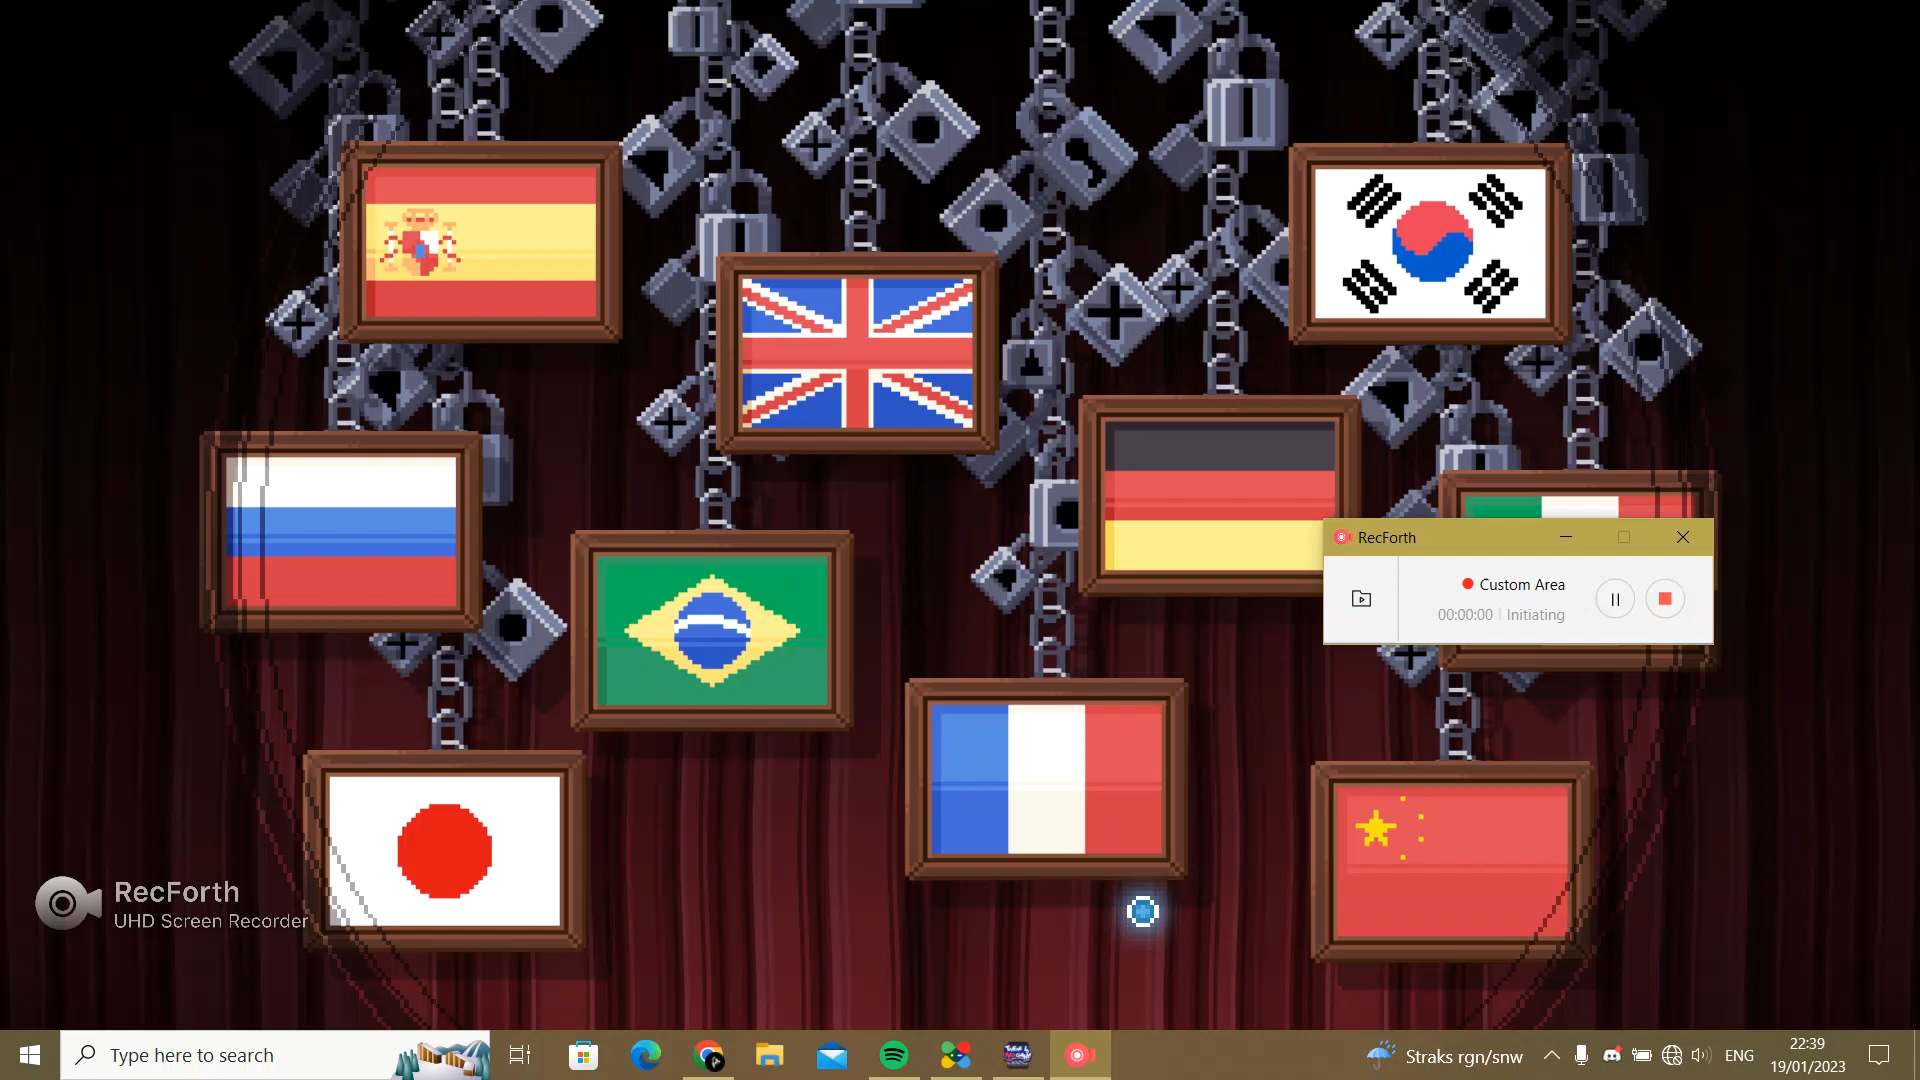 RecForth
Custom Area
00:00:00 | Initiating
RecForth
UHD Screen Recorder
Type here to search
Straks rgn/snw
ENG
22:39
19/01/2023